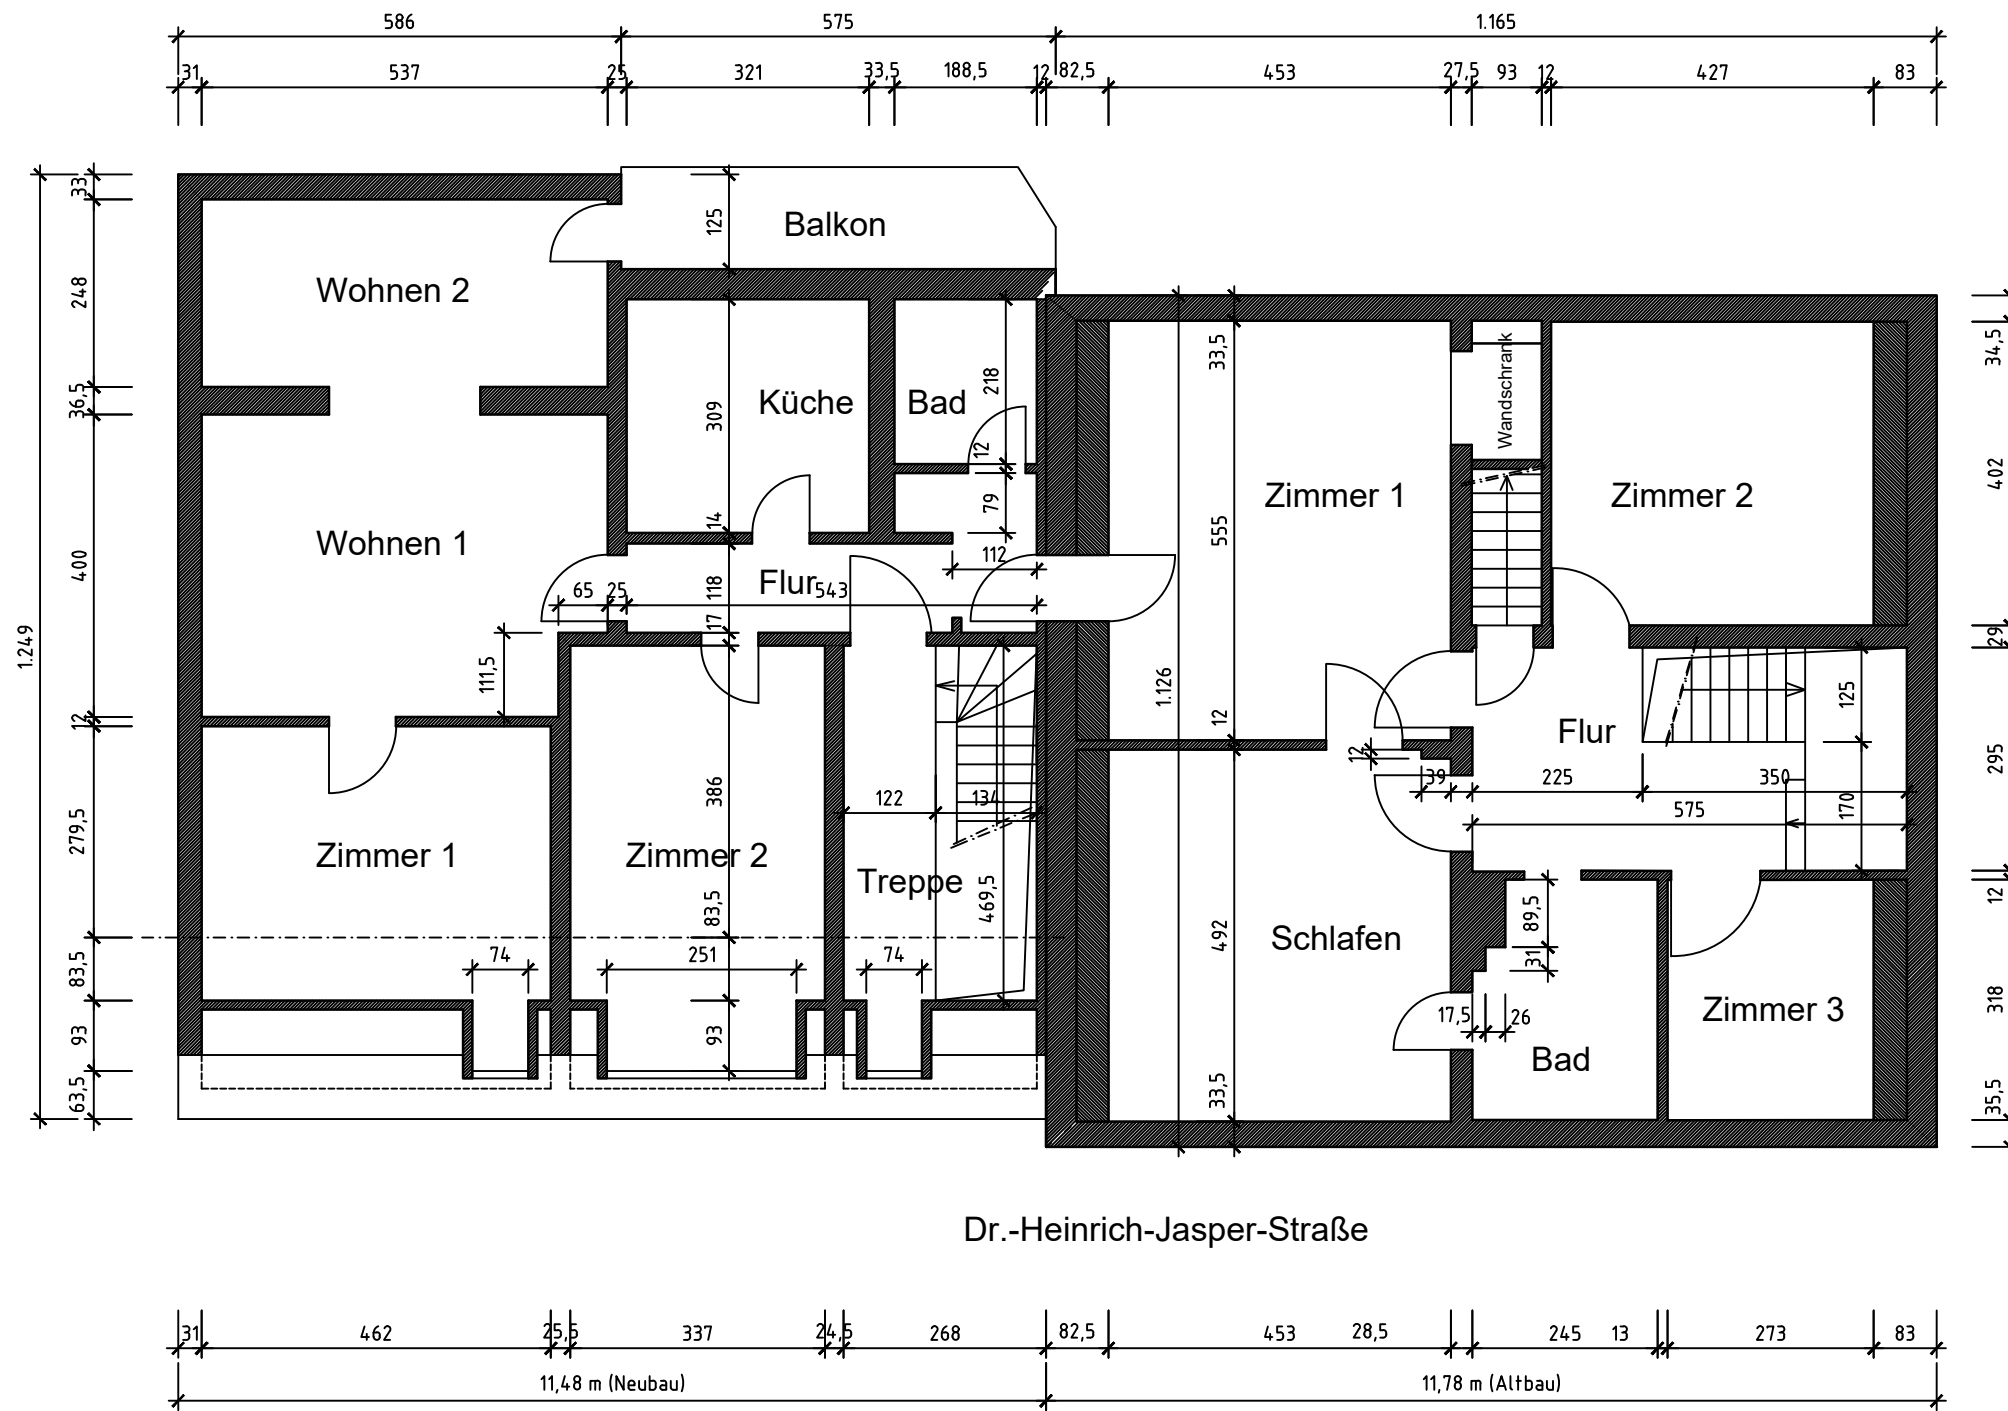 586 575 1.165
31 537 25 321 33,5 188,5 12 82,5 453 27,5 93 12 427 83
33
125
Balkon
248
Wohnen 2
33,5
34,5
Wandschrank
36,5
309
Küche
Bad
218
12
1.249
400
Wohnen 1
14
79
555
Zimmer 1
Zimmer 2
402
112
Flur
118
65 25 543
17
29
111,5
1.126
125
12
12
Flur
12
39 225 350
295
386
122 134
170
575
279,5
Zimmer 1
Zimmer 2
Treppe
469,5
83,5
12
89,5
492
Schlafen
31
83,5
74 251 74
17,5 26
Zimmer 3
318
93
93
Bad
63,5
33,5
35,5
Dr.-Heinrich-Jasper-Straße
31 462 25,5 337 24,5 268 82,5 453 28,5 245 13 273 83
11,48 m (Neubau) 11,78 m (Altbau)